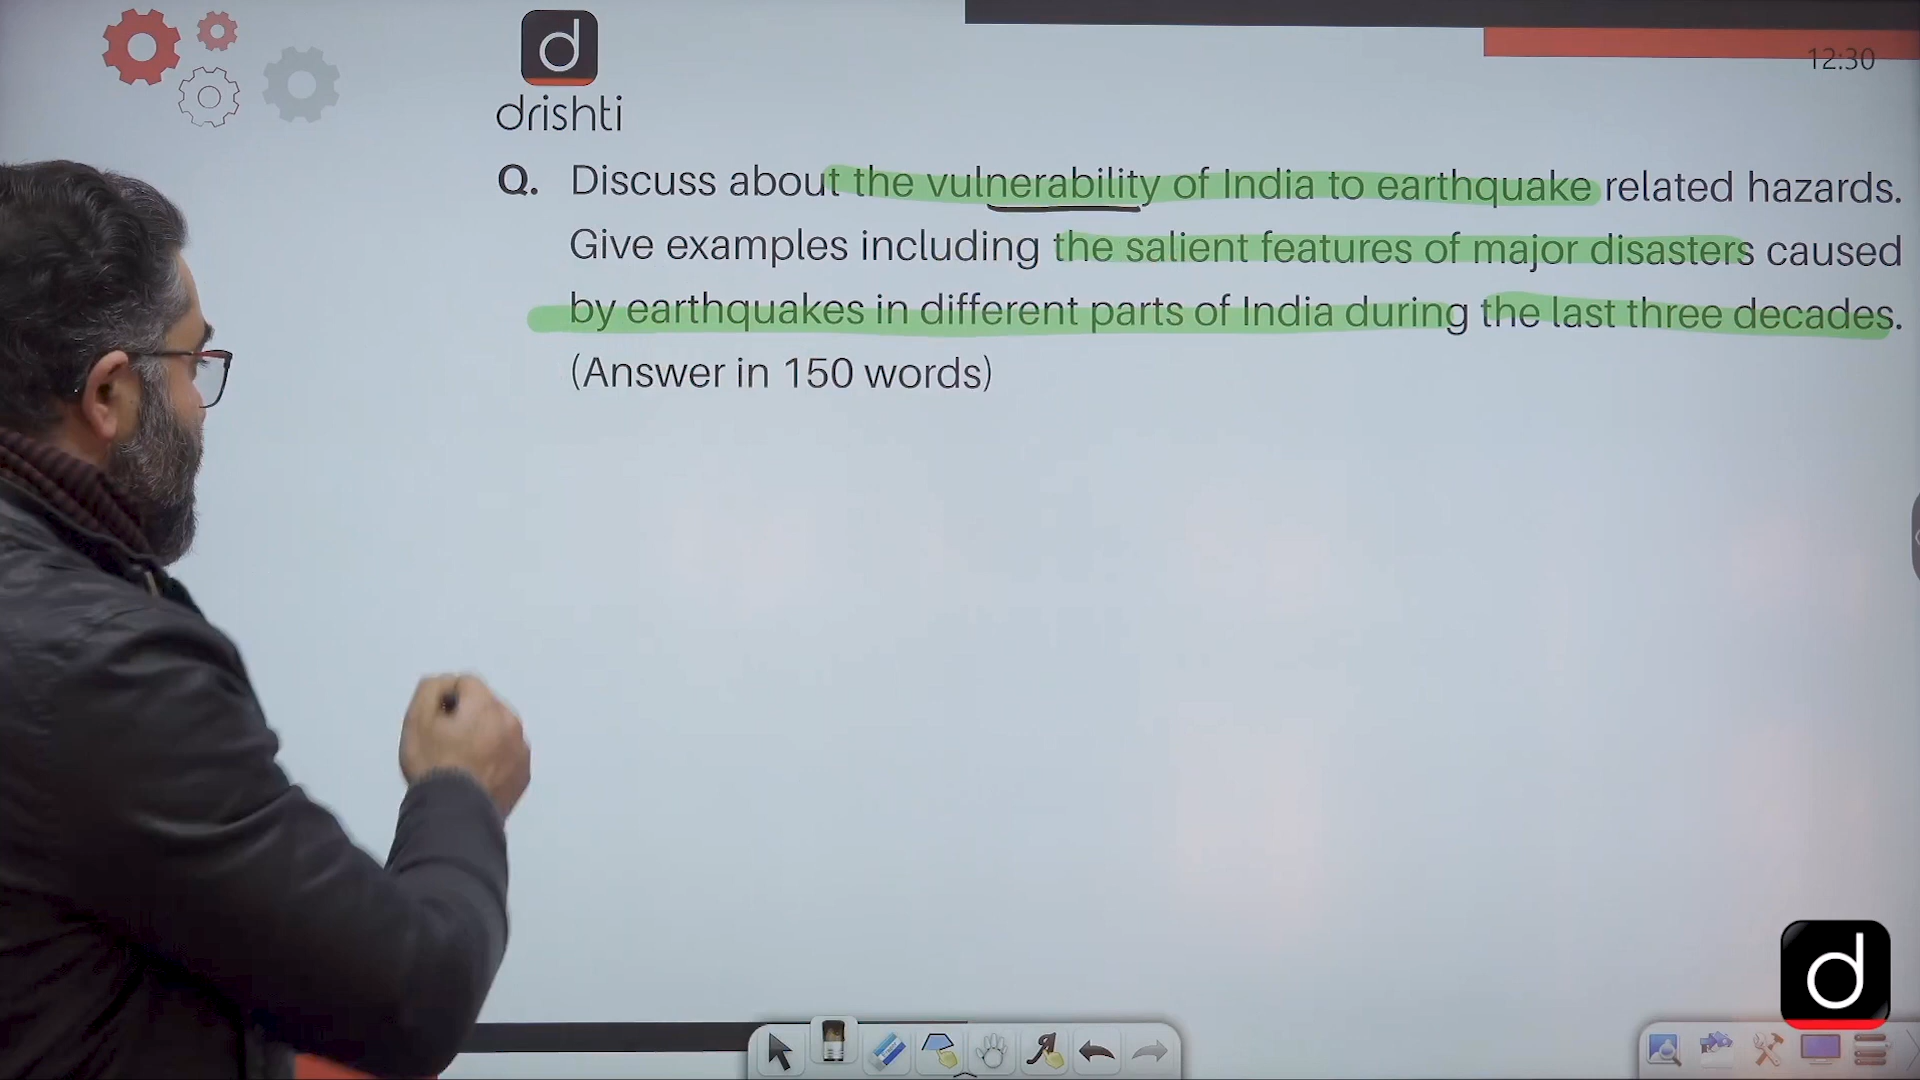 12:30
drishti
Q. Discuss about the vulnerability of India to earthquake related hazards.
Give examples including the salient features of major disasters caused
by earthquakes in different parts of India during the last three decades.
(Answer in 150 words)